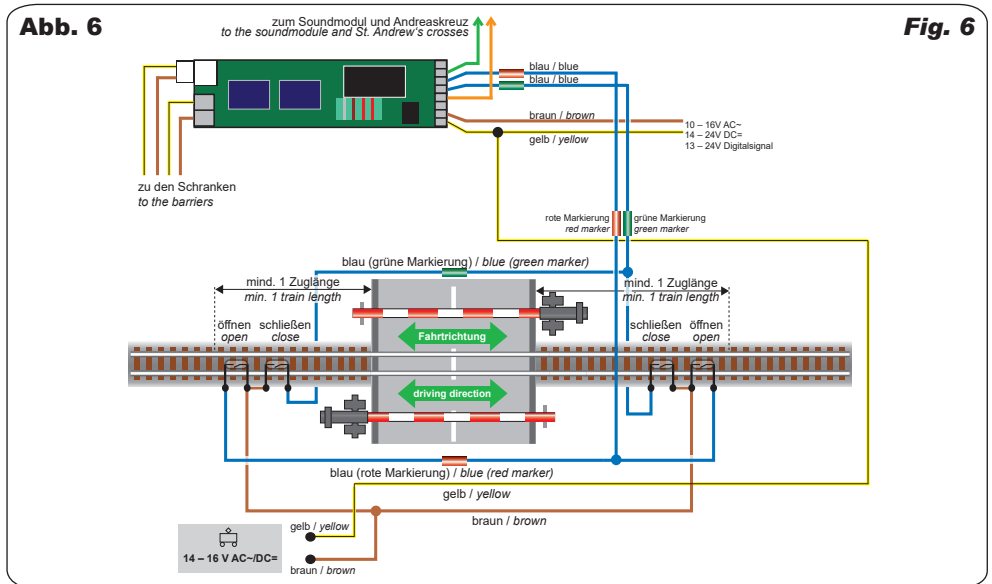 Abb. 6
Fig. 6
zum Soundmodul und Andreaskreuz
to the soundmodule and St. Andrew's crosses
blau / blue
blau / blue
braun / brown
gelb / yellow
10 – 16V AC~
14 – 24V DC=
13 – 24V Digitalsignal
zu den Schranken
to the barriers
rote Markierung
red marker
grüne Markierung
green marker
blau (grüne Markierung) / blue (green marker)
mind. 1 Zuglänge
min. 1 train length
mind. 1 Zuglänge
min. 1 train length
öffnen
open
schließen
close
schließen
close
öffnen
open
Fahrtrichtung
driving direction
blau (rote Markierung) / blue (red marker)
gelb / yellow
braun / brown
gelb / yellow
14 – 16 V AC~/DC=
braun / brown